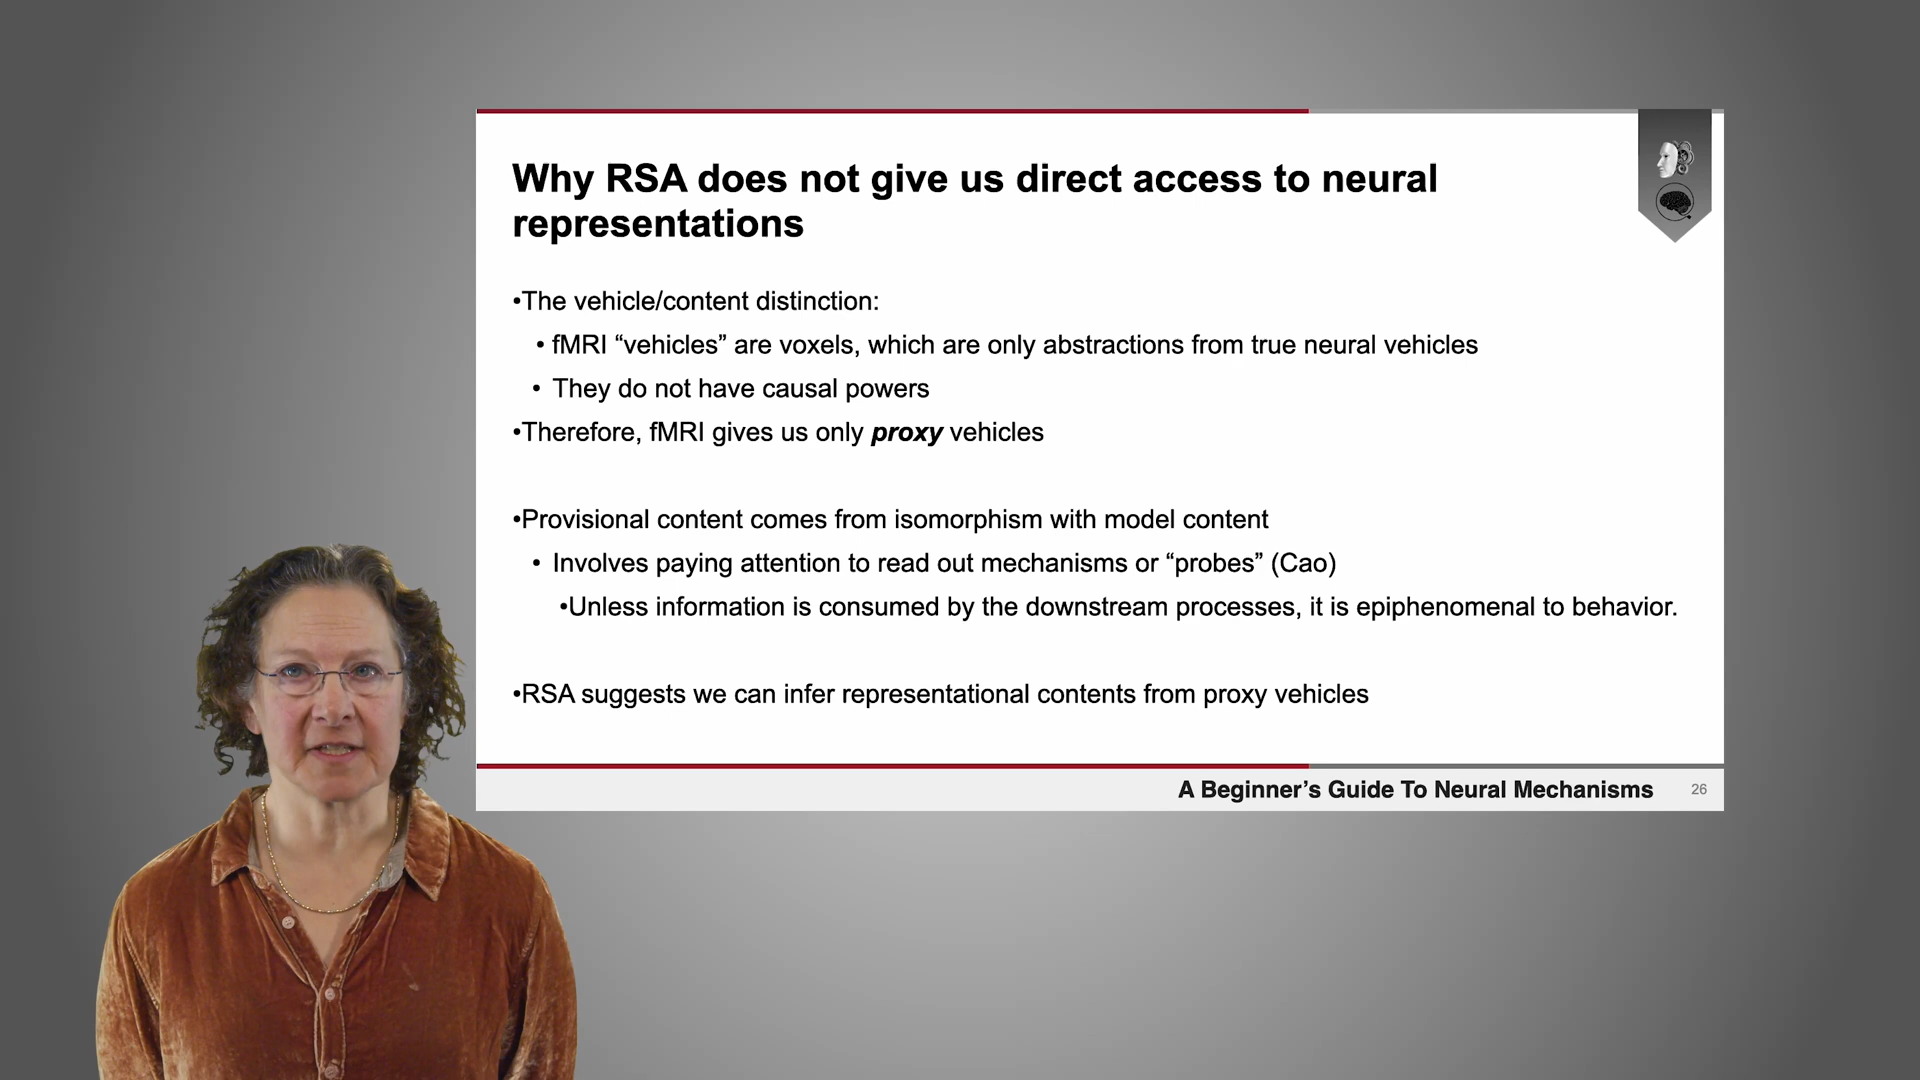 Why RSA does not give us direct access to neural
representations
•The vehicle/content distinction:
• fMRI “vehicles” are voxels, which are only abstractions from true neural vehicles
• They do not have causal powers
•Therefore, fMRI gives us only proxy vehicles
•Provisional content comes from isomorphism with model content
• Involves paying attention to read out mechanisms or “probes” (Cao)
•Unless information is consumed by the downstream processes, it is epiphenomenal to behavior.
•RSA suggests we can infer representational contents from proxy vehicles
A Beginner’s Guide To Neural Mechanisms 26